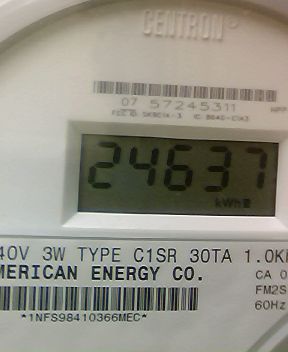 CENTRON®
07 57245311
24637
kWh
40V 3W TYPE C1SR 30TA 1.0K
MERICAN ENERGY CO.
CA 0
FM2S
60Hz
*1NFS98410366MEC*